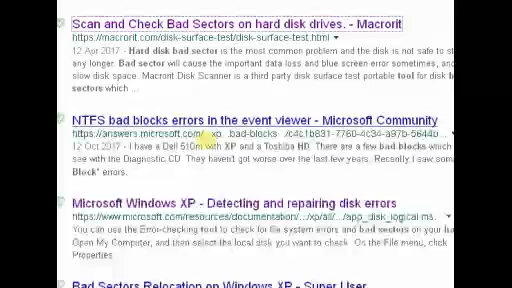 Scan and Check Bad Sectors on hard disk drives. - Macrorit
https://macrorit.com/disk-surface-test/disk-surface-test.html
12 Apr 2017 - Hard disk bad sector is the most common problem and the disk is not safe to st
any longer. Bad sector will cause the important data loss and blue screen error sometimes, and
slow disk space. Macrorit Disk Scanner is a third party disk surface test portable tool for disk b
sectors which ...
NTFS bad blocks errors in the event viewer - Microsoft Community
https://answers.microsoft.com/ xp bad-blocks
12 Oct 2017 - I have a Dell 510m with XP and a Toshiba HD. There are a few bad blocks which
see with the Diagnostic CD. They haven't got worse over the last few years. Recently I saw some
Block" errors.
Microsoft Windows XP - Detecting and repairing disk errors
https://www.microsoft.com/resources/documentation/.../xp/all/.../app_disk_logical.ms
You can use the Error-checking tool to check for file system errors and bad sectors on your ha
Open My Computer, and then select the local disk you want to check. On the File menu, click
Properties
Bad Sectors Relocation on Windows XP - Super User